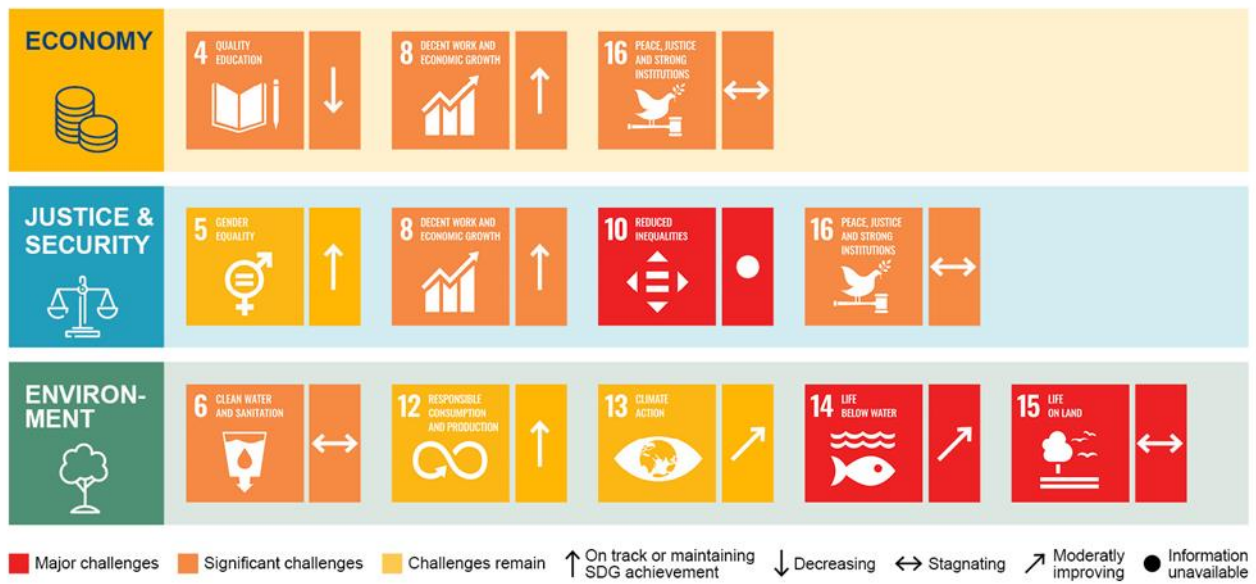 ECONOMY
4 QUALITY
EDUCATION
8 DECENT WORK AND
ECONOMIC GROWTH
16 PEACE, JUSTICE
AND STRONG
INSTITUTIONS
JUSTICE &
SECURITY
5 GENDER
EQUALITY
8 DECENT WORK AND
ECONOMIC GROWTH
10 REDUCED
INEQUALITIES
16 PEACE, JUSTICE
AND STRONG
INSTITUTIONS
ENVIRON-
MENT
6 CLEAN WATER
AND SANITATION
12 RESPONSIBLE
CONSUMPTION
AND PRODUCTION
13 CLIMATE
ACTION
14 LIFE
BELOW WATER
15 LIFE
ON LAND
Major challenges
Significant challenges
Challenges remain
On track or maintaining
SDG achievement
Decreasing
Stagnating
Moderatly
improving
Information
unavailable